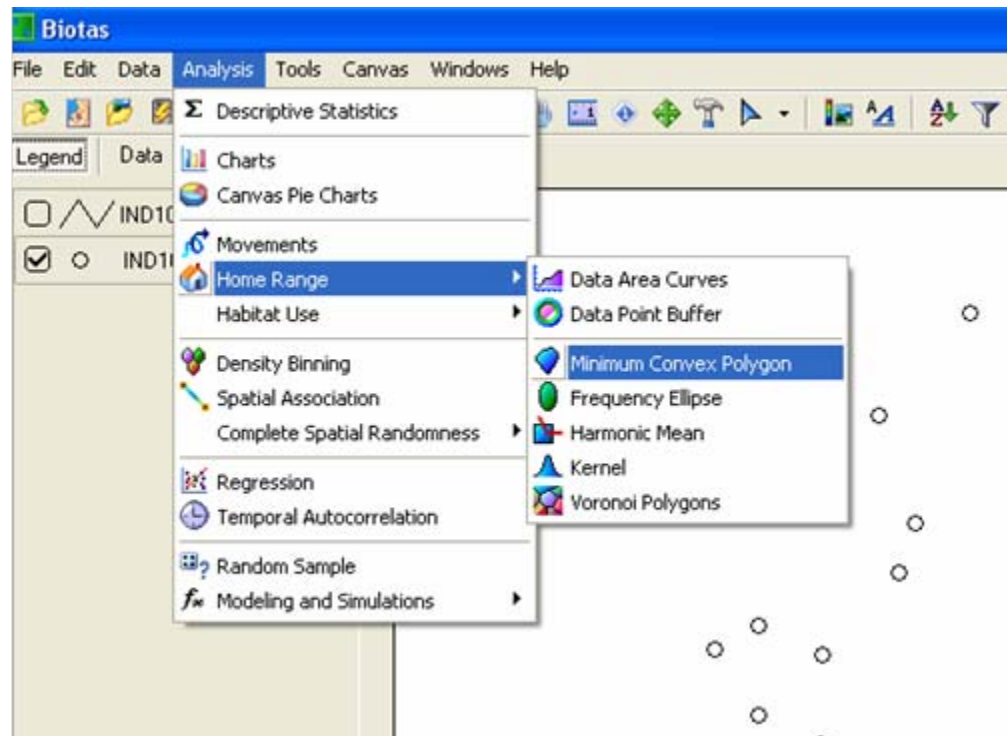 Biotas
File Edit Data Analysis Tools Canvas Windows Help
Σ Descriptive Statistics
Legend Data
Charts
Canvas Pie Charts
Movements
Home Range
Habitat Use
Density Binning
Spatial Association
Complete Spatial Randomness
Regression
Temporal Autocorrelation
Random Sample
Modeling and Simulations
Data Area Curves
Data Point Buffer
Minimum Convex Polygon
Frequency Ellipse
Harmonic Mean
Kernel
Voronoi Polygons